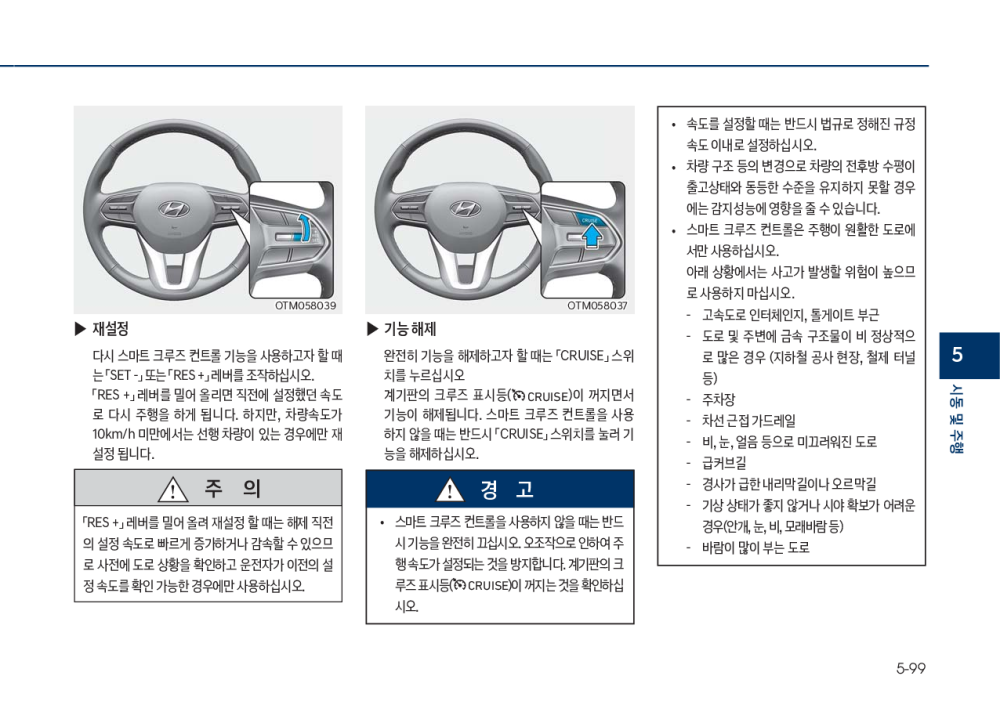 OTM058039
▶ 재설정
다시 스마트 크루즈 컨트롤 기능을 사용하고자 할 때
는 「SET -」 또는 「RES +」 레버를 조작하십시오.
「RES +」 레버를 밀어 올리면 직전에 설정했던 속도
로 다시 주행을 하게 됩니다. 하지만, 차량속도가
10km/h 미만에서는 선행 차량이 있는 경우에만 재
설정 됩니다.
주 의
「RES +」 레버를 밀어 올려 재설정 할 때는 해제 직전
의 설정 속도로 빠르게 증가하거나 감속할 수 있으므
로 사전에 도로 상황을 확인하고 운전자가 이전의 설
정 속도를 확인 가능한 경우에만 사용하십시오.
CRUISE
OTM058037
▶ 기능 해제
완전히 기능을 해제하고자 할 때는 「CRUISE」 스위
치를 누르십시오
계기판의 크루즈 표시등( CRUISE)이 꺼지면서
기능이 해제됩니다. 스마트 크루즈 컨트롤을 사용
하지 않을 때는 반드시 「CRUISE」 스위치를 눌러 기
능을 해제하십시오.
경 고
• 스마트 크루즈 컨트롤을 사용하지 않을 때는 반드
시 기능을 완전히 끄십시오. 오조작으로 인하여 주
행 속도가 설정되는 것을 방지합니다. 계기판의 크
루즈 표시등( CRUISE)이 꺼지는 것을 확인하십
시오.
• 속도를 설정할 때는 반드시 법규로 정해진 규정
속도 이내로 설정하십시오.
• 차량 구조 등의 변경으로 차량의 전후방 수평이
출고상태와 동등한 수준을 유지하지 못할 경우
에는 감지성능에 영향을 줄 수 있습니다.
• 스마트 크루즈 컨트롤은 주행이 원활한 도로에
서만 사용하십시오.
아래 상황에서는 사고가 발생할 위험이 높으므
로 사용하지 마십시오.
- 고속도로 인터체인지, 톨게이트 부근
- 도로 및 주변에 금속 구조물이 비 정상적으
로 많은 경우 (지하철 공사 현장, 철제 터널
등)
- 주차장
- 차선 근접 가드레일
- 비, 눈, 얼음 등으로 미끄러워진 도로
- 급커브길
- 경사가 급한 내리막 길이나 오르막길
- 기상 상태가 좋지 않거나 시야 확보가 어려운
경우(안개, 눈, 비, 모래바람 등)
- 바람이 많이 부는 도로
5
시동 및 주행
5-99